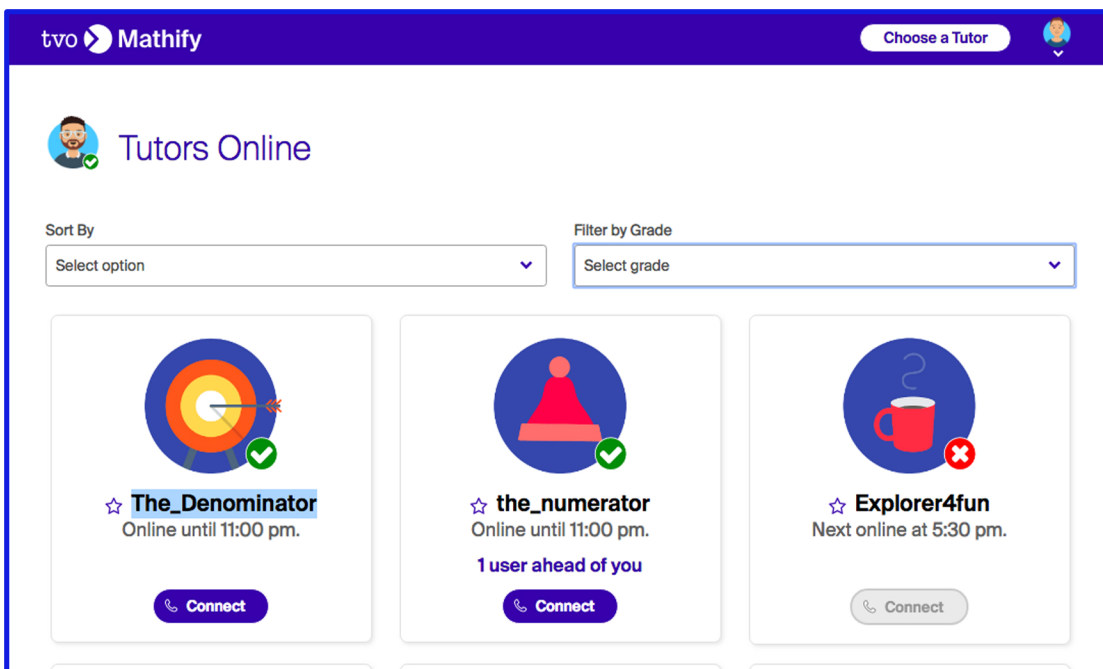 tvo Mathify
Choose a Tutor
Tutors Online
Sort By
Filter by Grade
Select option
Select grade
The_Denominator
Online until 11:00 pm.
Connect
the_numerator
Online until 11:00 pm.
1 user ahead of you
Connect
Explorer4fun
Next online at 5:30 pm.
Connect